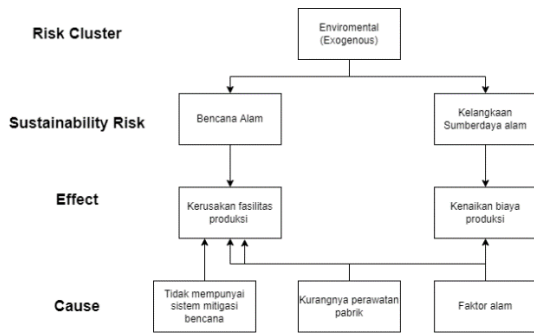 Risk Cluster
Enviromental
(Exogenous)
Sustainability Risk
Bencana Alam
Kelangkaan
Sumberdaya alam
Effect
Kerusakan fasilitas
produksi
Kenaikan biaya
produksi
Cause
Tidak mempunyai
sistem mitigasi
bencana
Kurangnya perawatan
pabrik
Faktor alam